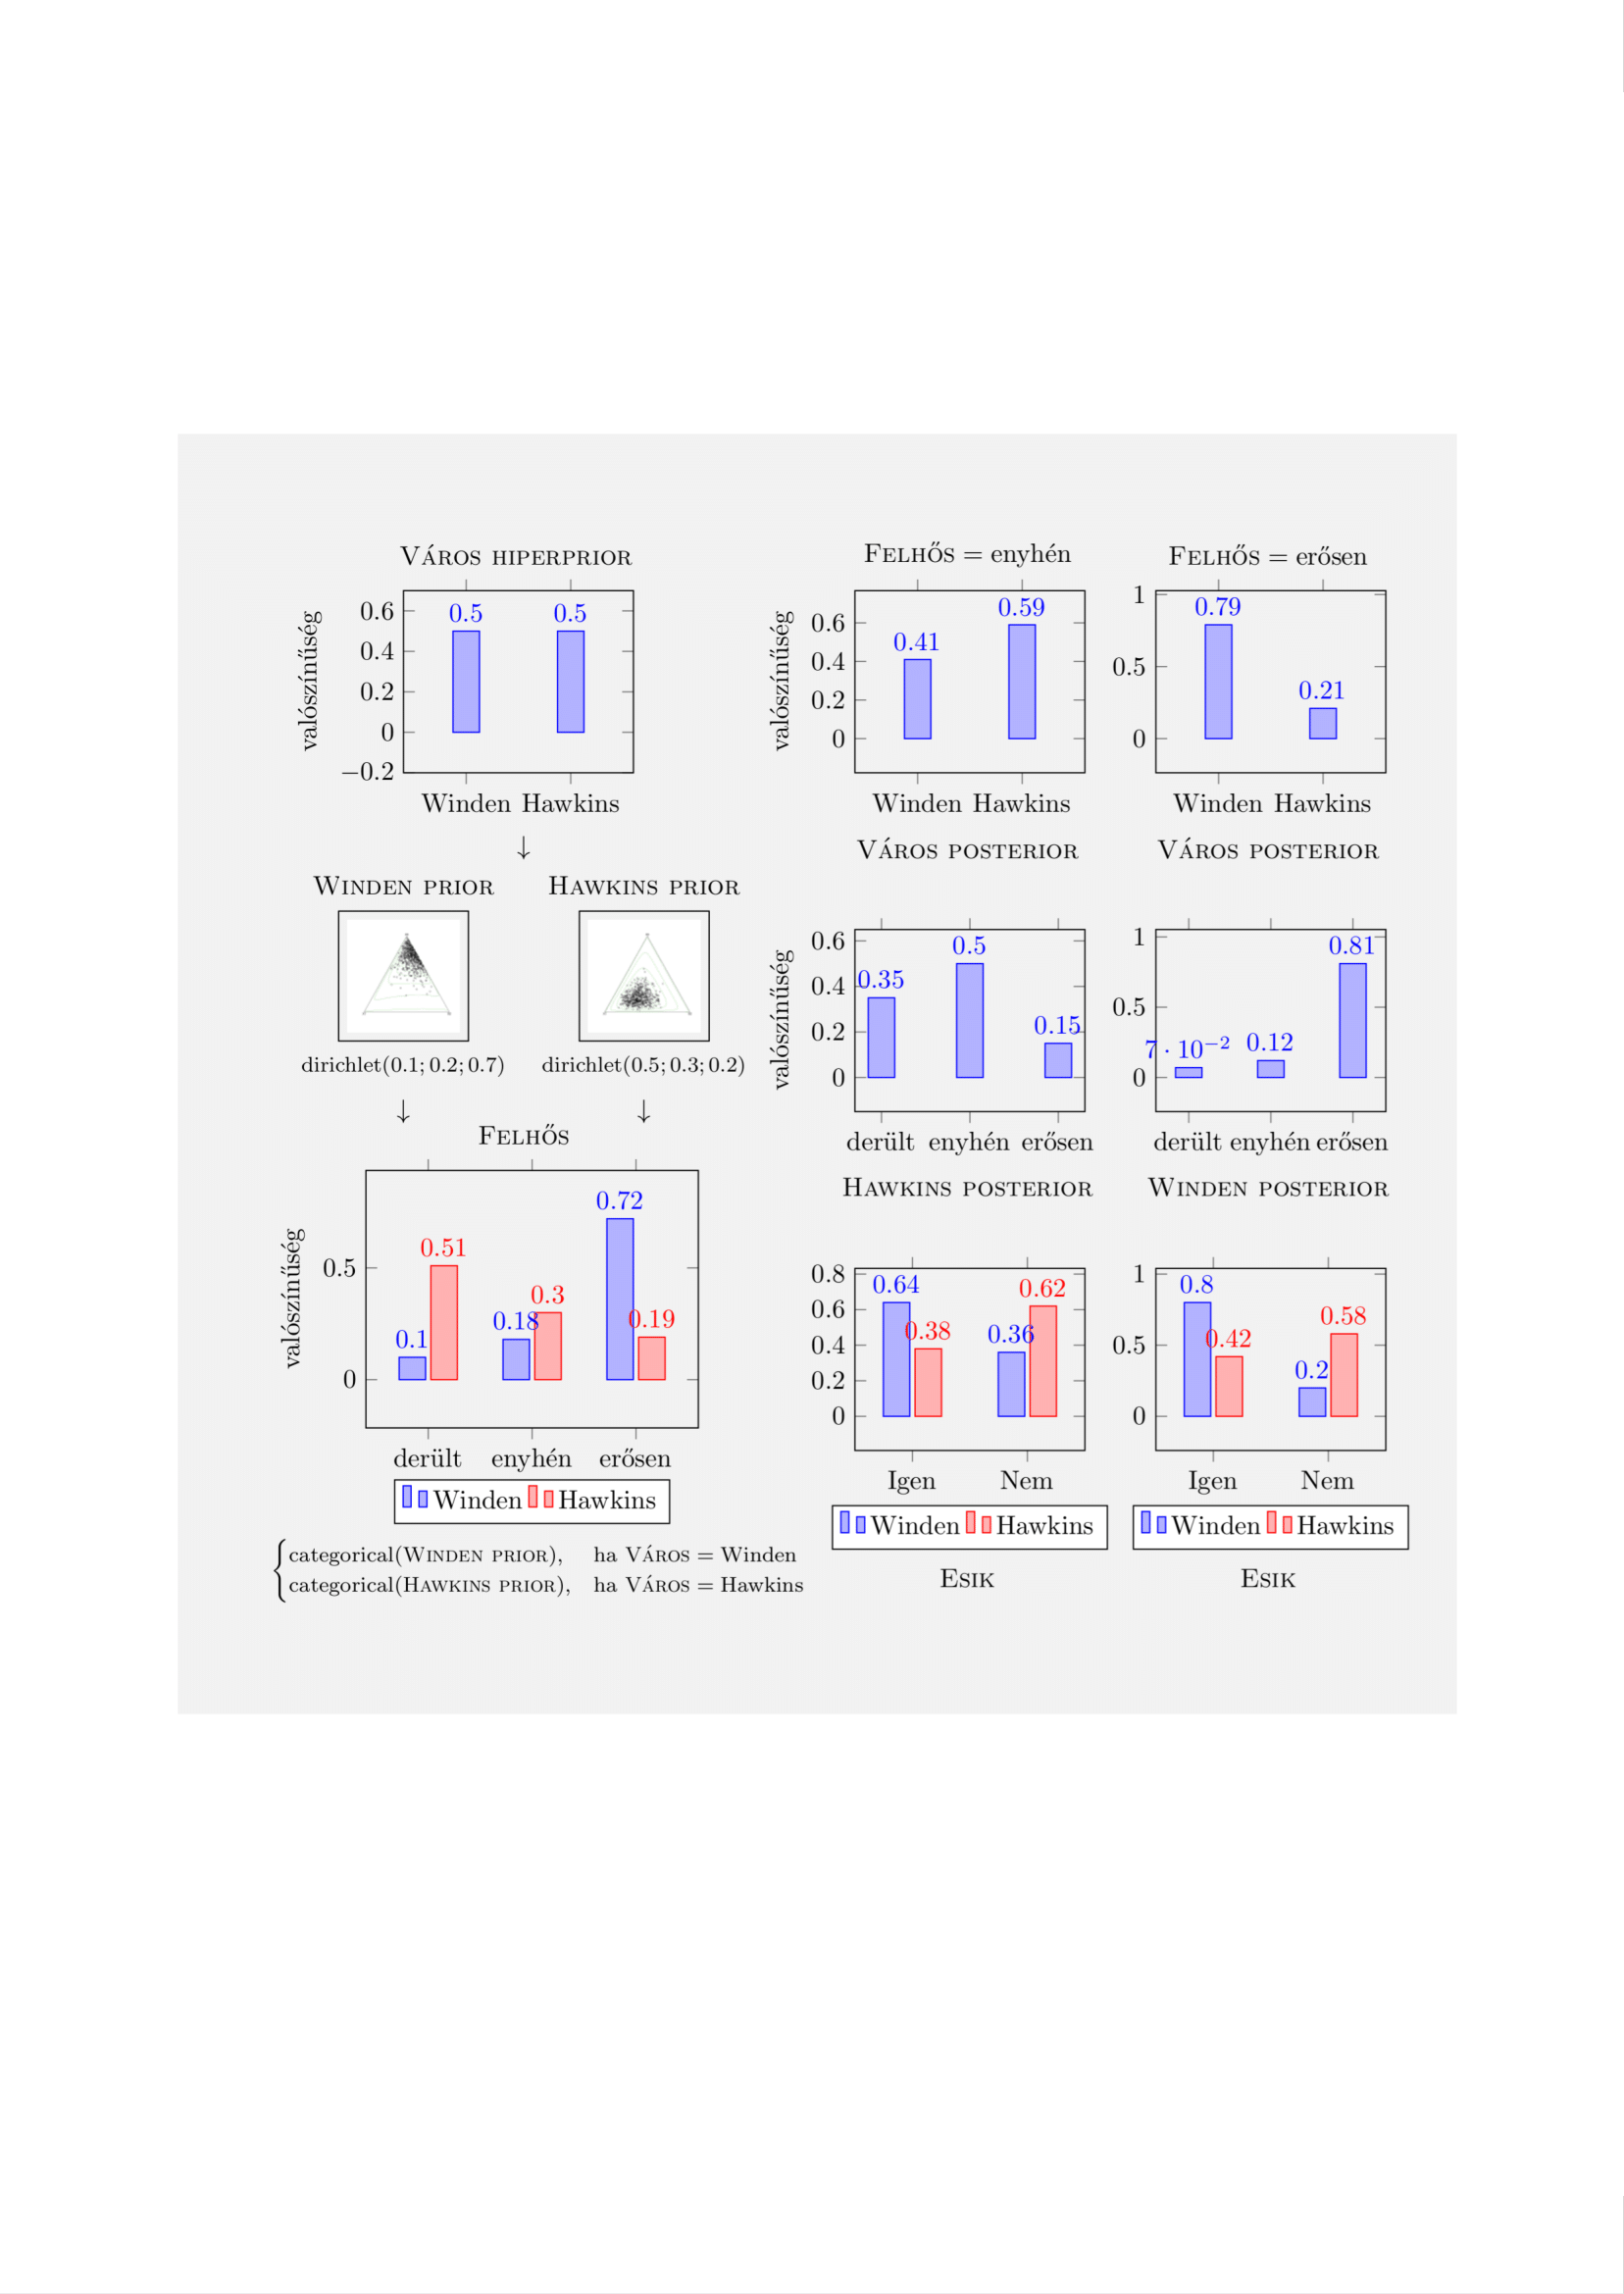 VÁROS HIPERPRIOR
valószínűség
0.6
0.4
0.2
0
−0.2
0.5 0.5
Winden Hawkins
↓
WINDEN PRIOR HAWKINS PRIOR
dirichlet(0.1; 0.2; 0.7) dirichlet(0.5; 0.3; 0.2)
↓ ↓
FELHŐS
valószínűség
0.5
0
0.1 0.51 0.18 0.3 0.72 0.19
derült enyhén erősen
Winden Hawkins
categorical(WINDEN PRIOR), ha VÁROS = Winden
categorical(HAWKINS PRIOR), ha VÁROS = Hawkins
FELHŐS = enyhén
valószínűség
0.6
0.4
0.2
0
0.41 0.59
Winden Hawkins
VÁROS POSTERIOR
FELHŐS = erősen
1
0.5
0
0.79 0.21
Winden Hawkins
VÁROS POSTERIOR
valószínűség
0.6
0.4
0.2
0
0.35 0.5 0.15
derült enyhén erősen
HAWKINS POSTERIOR
1
0.5
0
7 · 10⁻² 0.12 0.81
derült enyhén erősen
WINDEN POSTERIOR
0.8
0.6
0.4
0.2
0
0.64 0.38 0.36 0.62
Igen Nem
Winden Hawkins
ESIK
1
0.5
0
0.8 0.42 0.2 0.58
Igen Nem
Winden Hawkins
ESIK